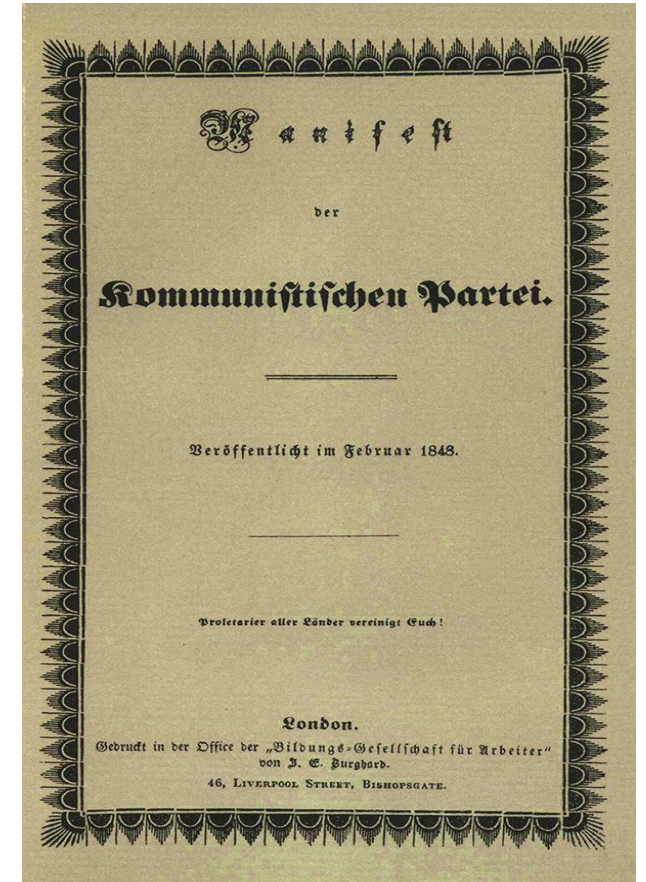 Manifest
der
Kommunistischen Partei.
Veröffentlicht im Februar 1848.
Proletarier aller Länder vereinigt Euch!
London.
Gedruckt in der Office der „Bildungs-Gesellschaft für Arbeiter"
von J. E. Burghard.
46, Liverpool Street, Bishopsgate.